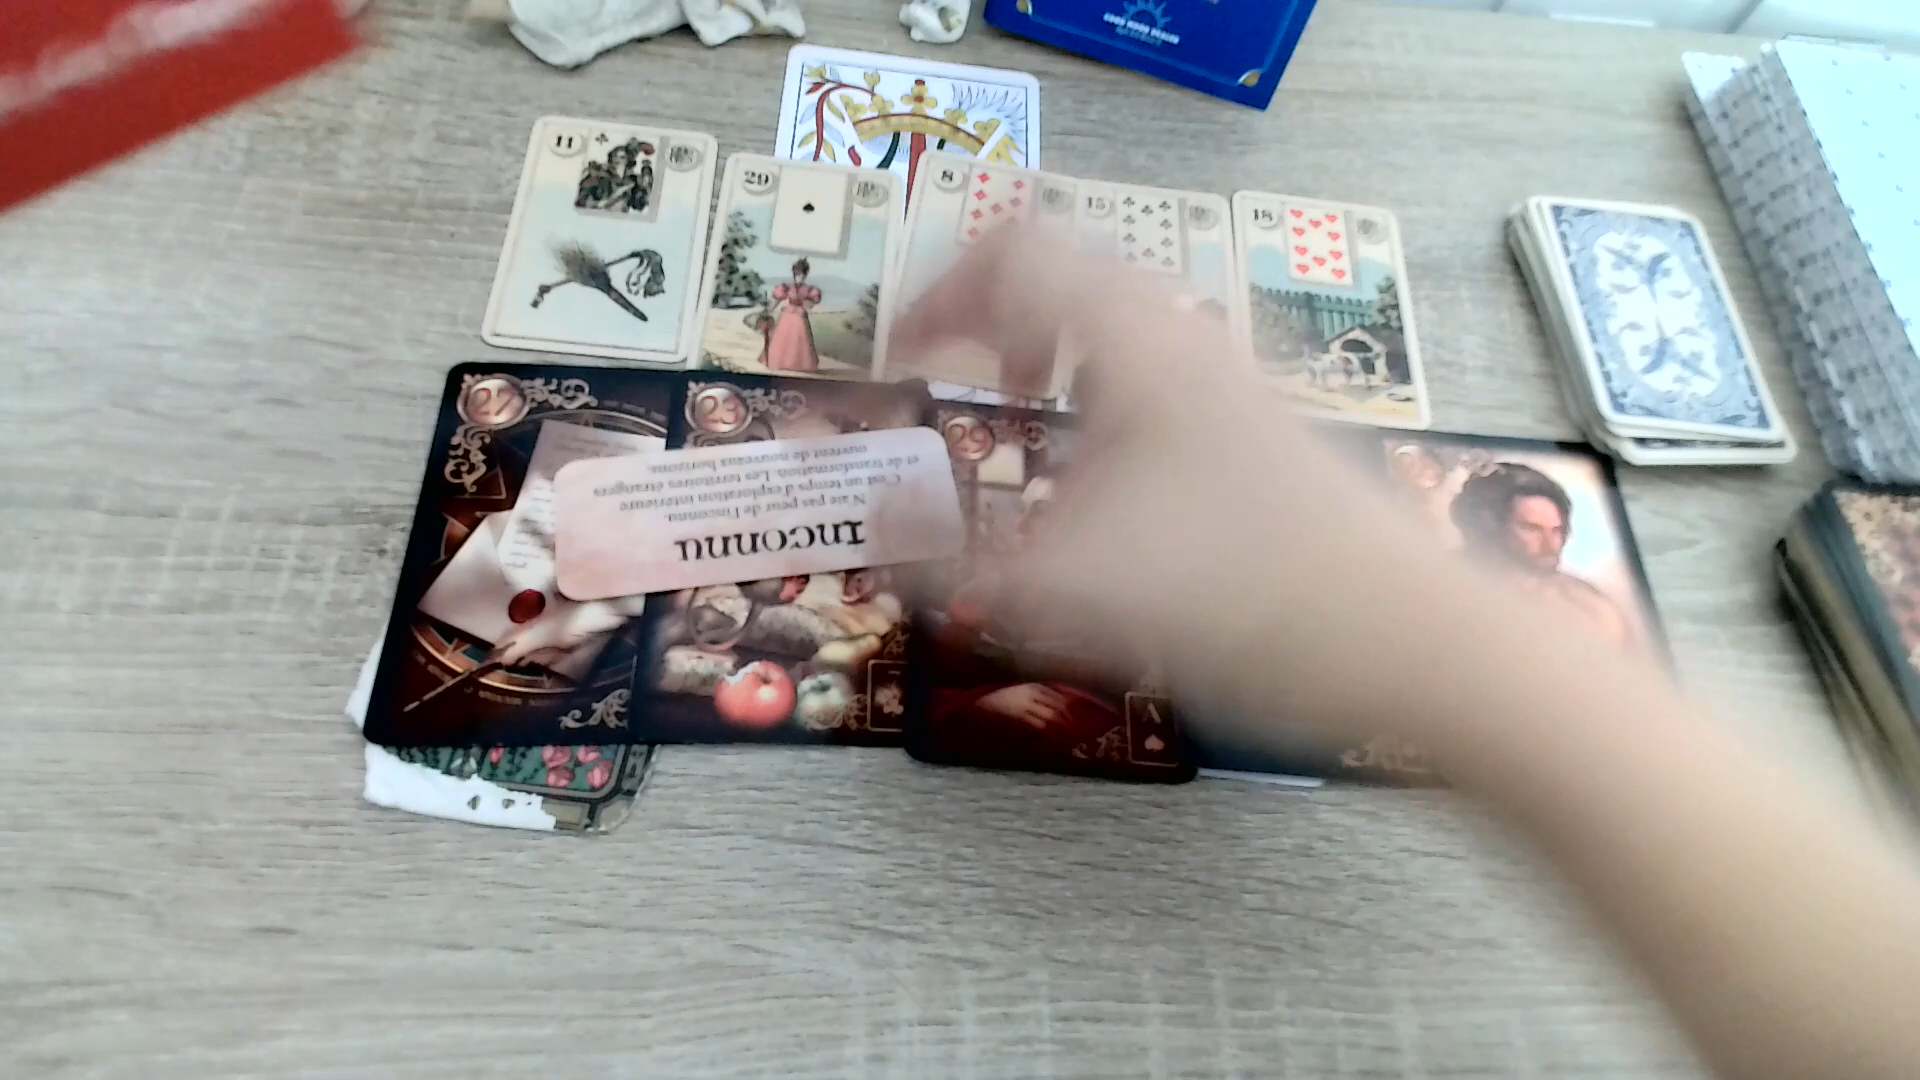 11
29
8
15
18
27
23
29
A
Inconnu
N'aie pas peur de l'inconnu.
C'est un temps d'exploration intérieure
et de transformation. Les territoires étrangers
ouvrent de nouveaux horizons.